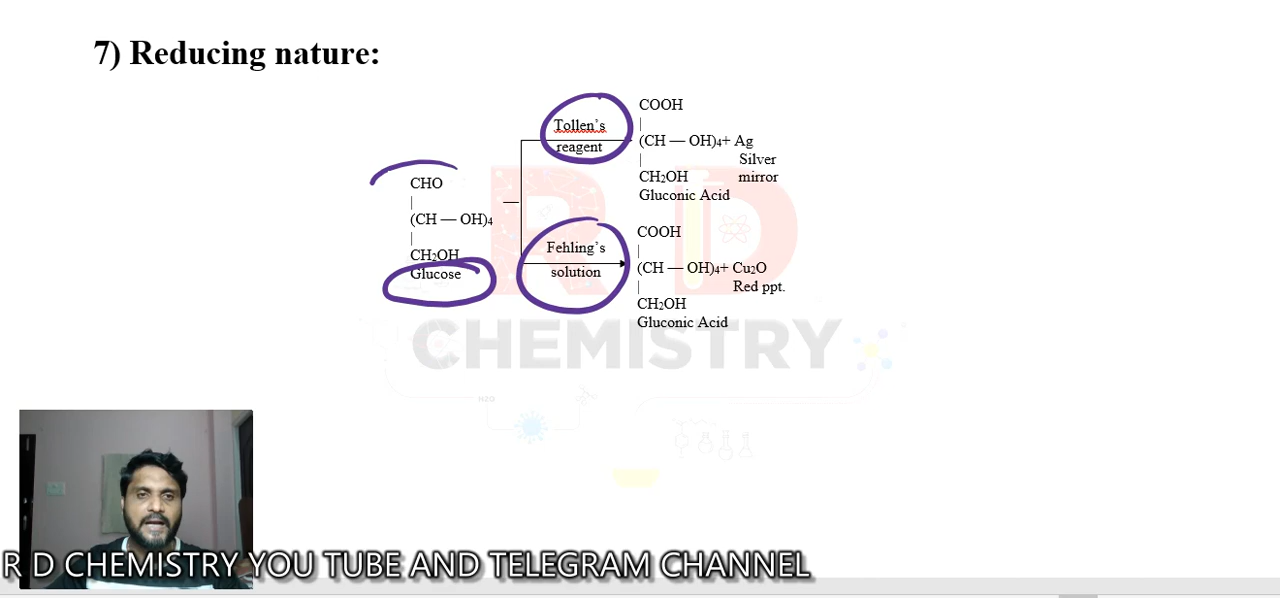 7) Reducing nature:
Tollen's
reagent
COOH
|
(CH — OH)₄+ Ag
Silver
|
CH₂OH mirror
Gluconic Acid
CHO
|
(CH — OH)₄
|
CH₂OH
Glucose
Fehling's
solution
COOH
|
(CH — OH)₄+ Cu₂O
Red ppt.
|
CH₂OH
Gluconic Acid
R D
CHEMISTRY
H2O
R D CHEMISTRY YOU TUBE AND TELEGRAM CHANNEL